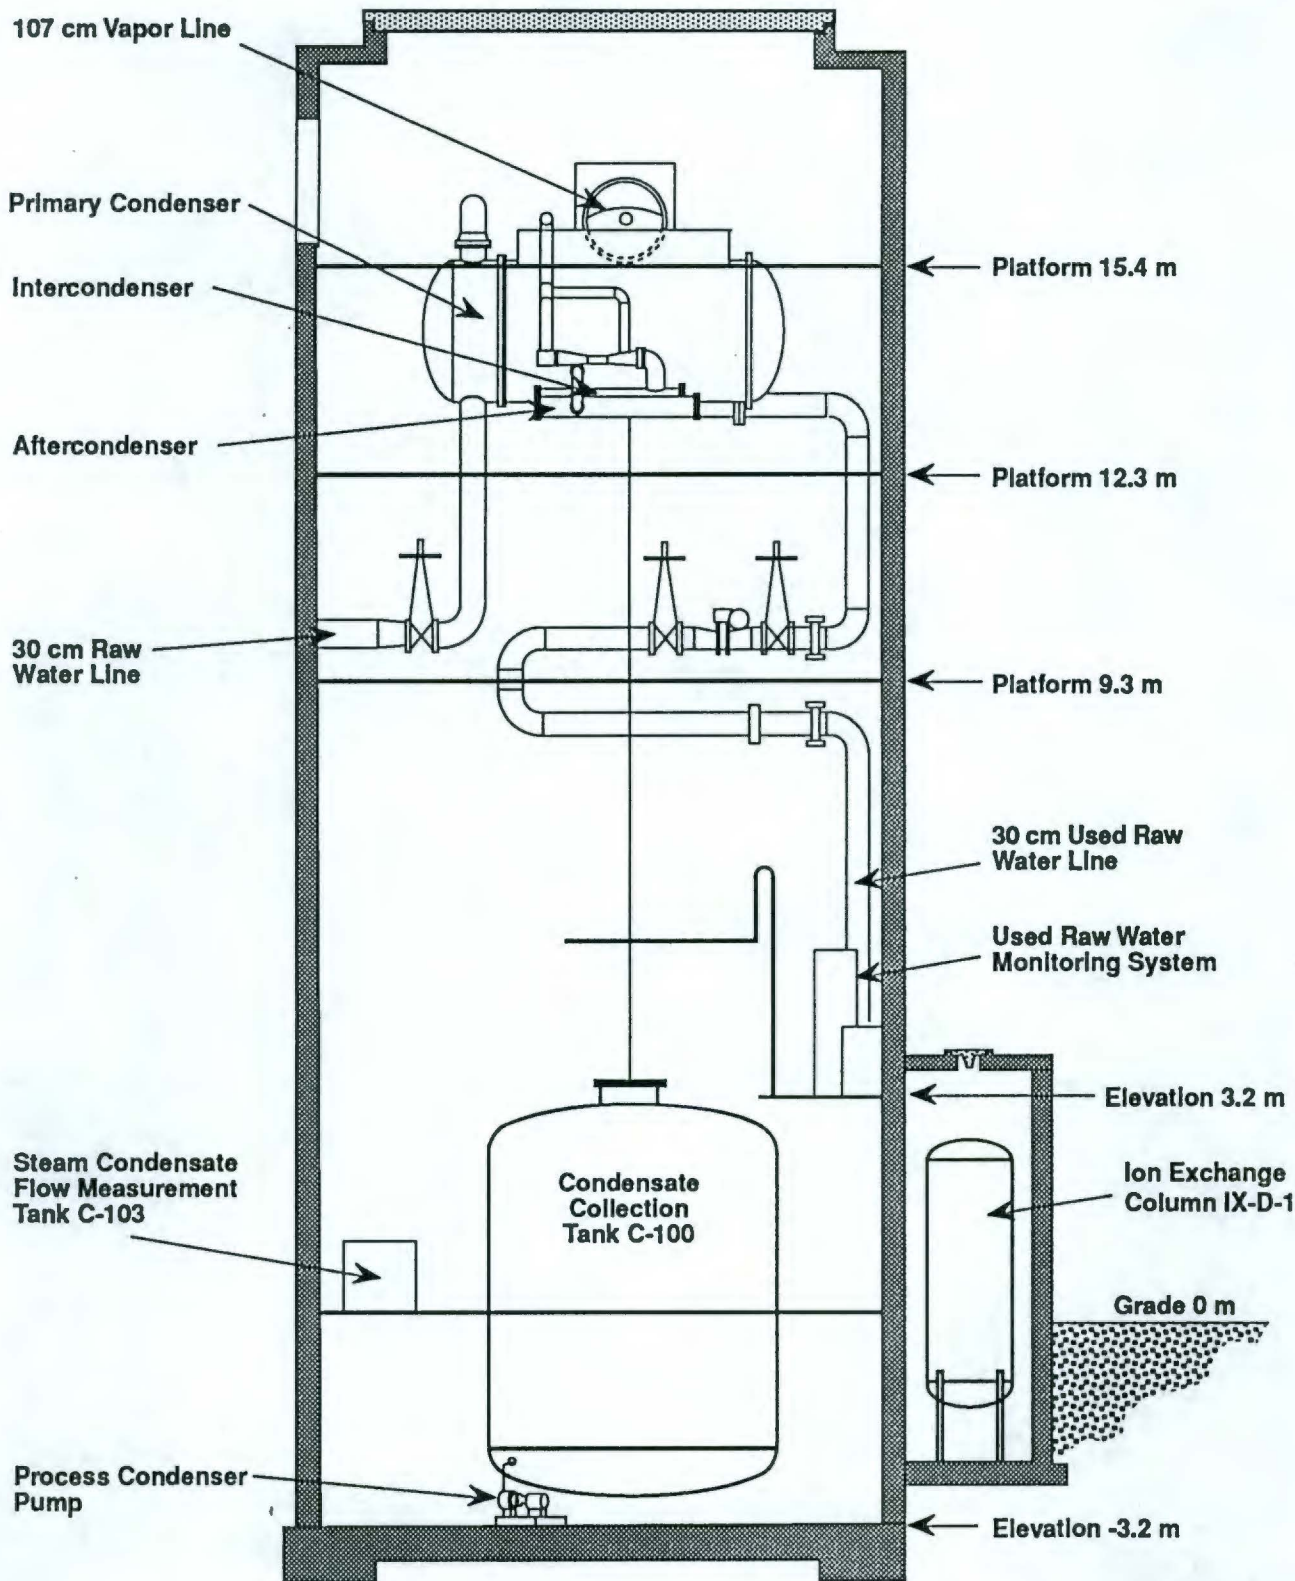 107 cm Vapor Line
Primary Condenser
Intercondenser
Aftercondenser
30 cm Raw
Water Line
Steam Condensate
Flow Measurement
Tank C-103
Process Condenser
Pump
Condensate
Collection
Tank C-100
Platform 15.4 m
Platform 12.3 m
Platform 9.3 m
30 cm Used Raw
Water Line
Used Raw Water
Monitoring System
Elevation 3.2 m
Ion Exchange
Column IX-D-1
Grade 0 m
Elevation -3.2 m